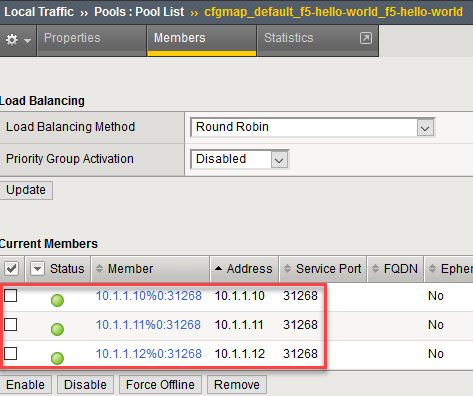 Local Traffic ›› Pools : Pool List ›› cfgmap_default_f5-hello-world_f5-hello-world
Properties Members Statistics
Load Balancing
Load Balancing Method Round Robin
Priority Group Activation Disabled
Update
Current Members
Status Member Address Service Port FQDN Ephem
10.1.1.10%0:31268 10.1.1.10 31268 No
10.1.1.11%0:31268 10.1.1.11 31268 No
10.1.1.12%0:31268 10.1.1.12 31268 No
Enable Disable Force Offline Remove